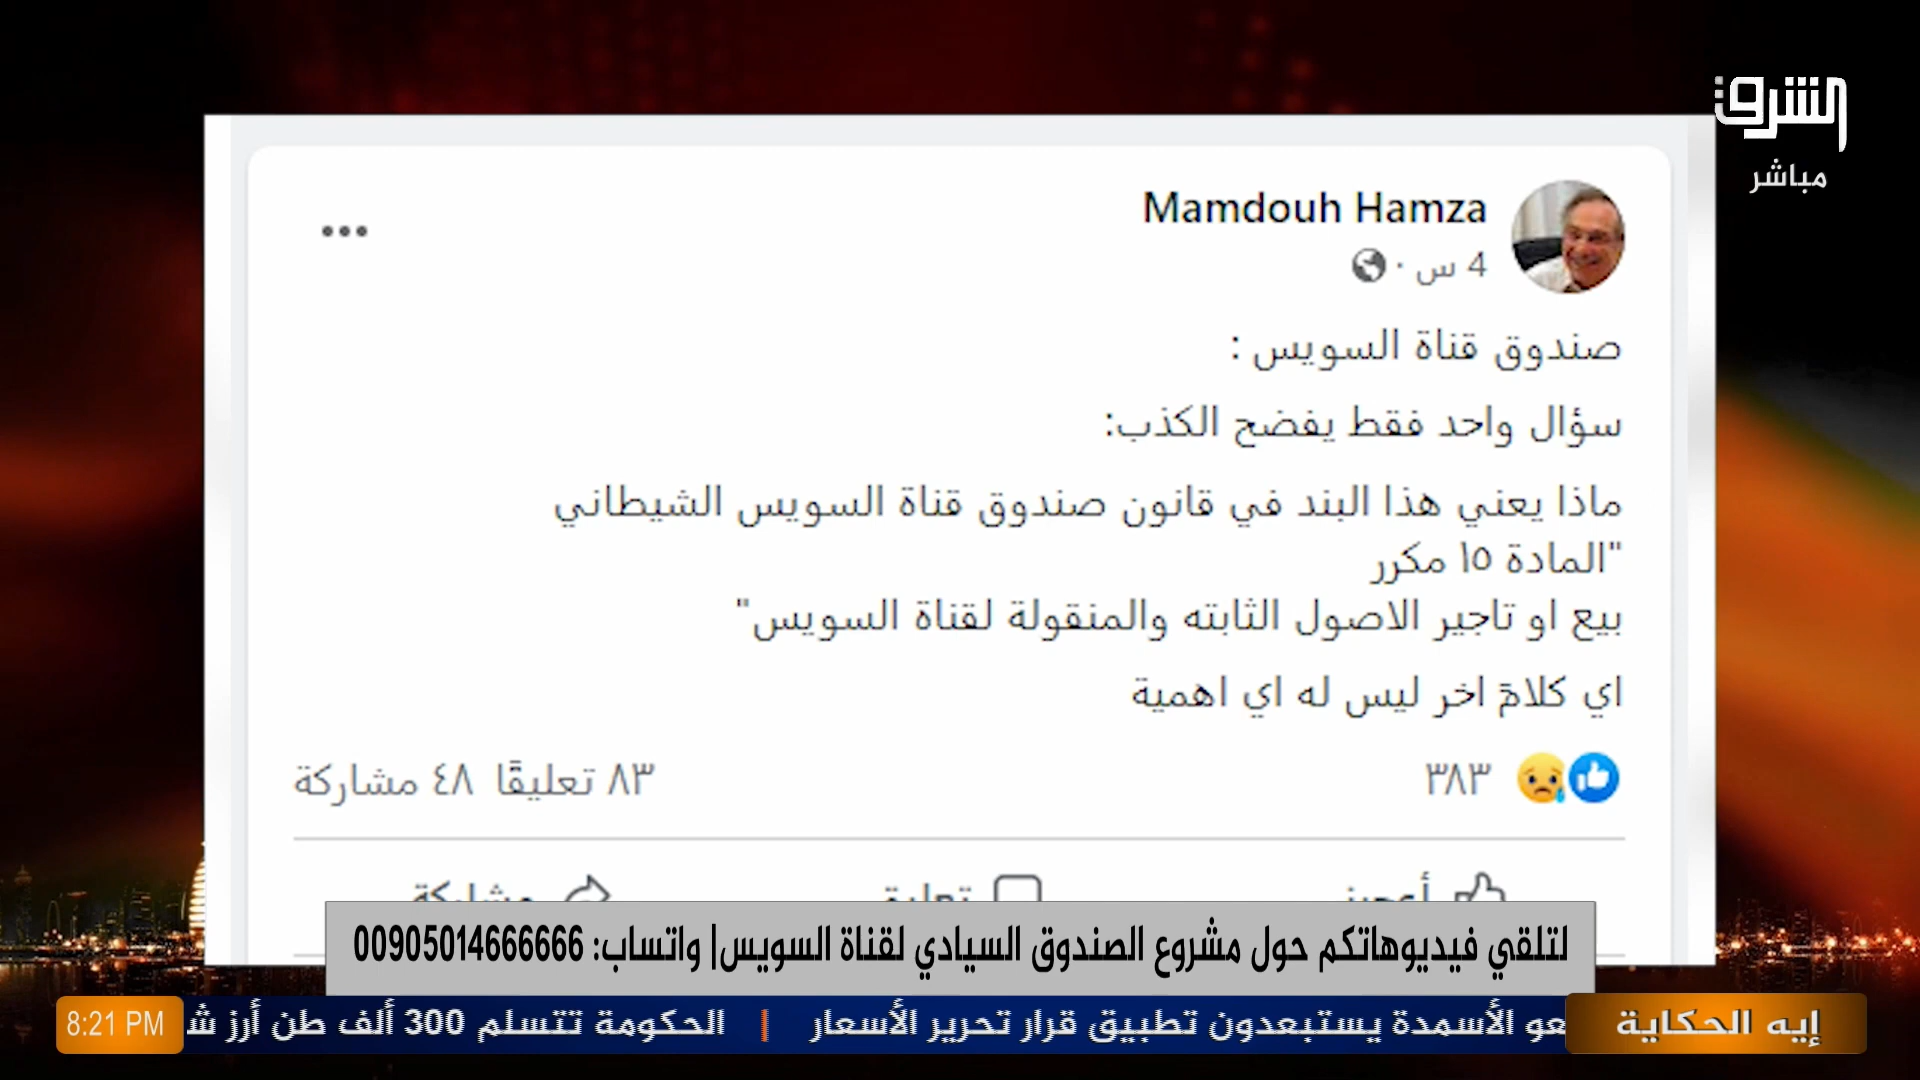 الشرق
مباشر
Mamdouh Hamza
4 س ·
صندوق قناة السويس :
سؤال واحد فقط يفضح الكذب:
ماذا يعني هذا البند في قانون صندوق قناة السويس الشيطاني
"المادة ١٥ مكرر
بيع او تاجير الاصول الثابته والمنقولة لقناة السويس"
اي كلامً اخر ليس له اي اهمية
٣٨٣
٨٣ تعليقًا ٤٨ مشاركة
أعجبني تعليق مشاركة
لتلقي فيديوهاتكم حول مشروع الصندوق السيادي لقناة السويس| واتساب: 00905014666666
إيه الحكاية
الأسمدة يستبعدون تطبيق قرار تحرير الأسعار | الحكومة تتسلم 300 ألف طن أرز
8:21 PM